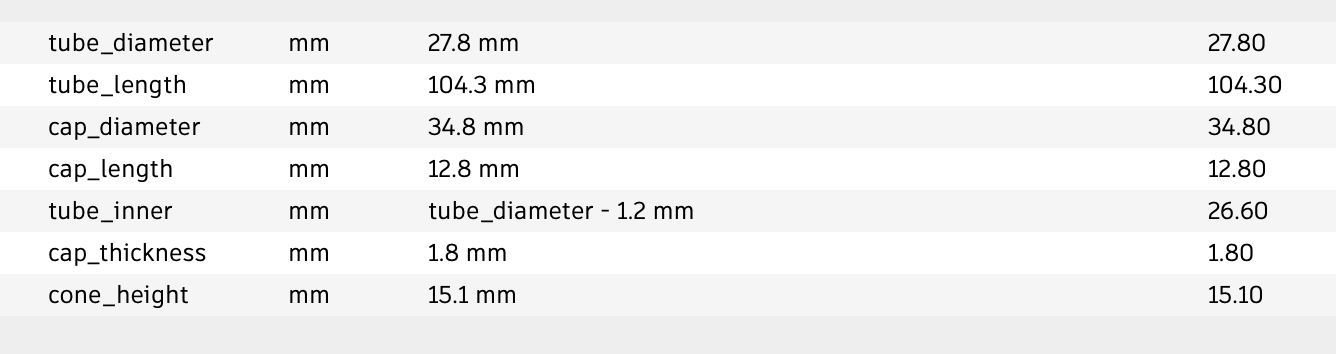 tube_diameter mm 27.8 mm 27.80
tube_length mm 104.3 mm 104.30
cap_diameter mm 34.8 mm 34.80
cap_length mm 12.8 mm 12.80
tube_inner mm tube_diameter - 1.2 mm 26.60
cap_thickness mm 1.8 mm 1.80
cone_height mm 15.1 mm 15.10